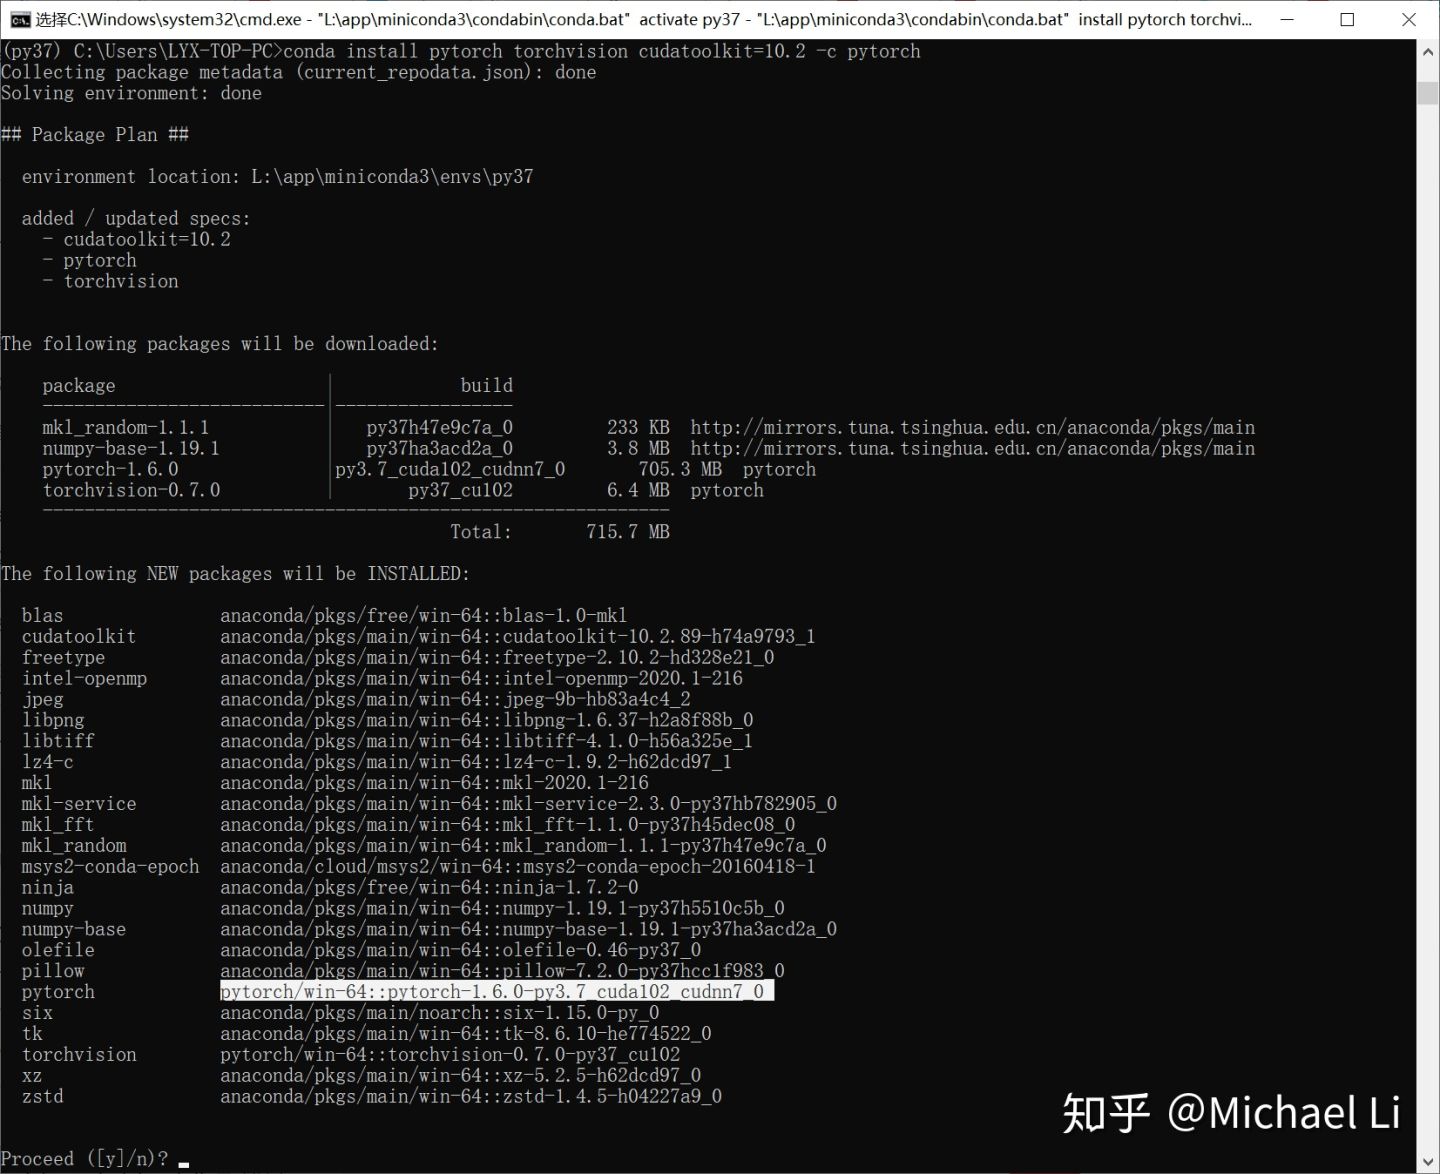 选择C:\Windows\system32\cmd.exe - "L:\app\miniconda3\condabin\conda.bat"  activate py37 - "L:\app\miniconda3\condabin\conda.bat"  install pytorch torchvi...
(py37) C:\Users\LYX-TOP-PC>conda install pytorch torchvision cudatoolkit=10.2 -c pytorch
Collecting package metadata (current_repodata.json): done
Solving environment: done
## Package Plan ##
environment location: L:\app\miniconda3\envs\py37
added / updated specs:
- cudatoolkit=10.2
- pytorch
- torchvision
The following packages will be downloaded:
package | build
---------------------------|-----------------
mkl_random-1.1.1 | py37h47e9c7a_0 233 KB http://mirrors.tuna.tsinghua.edu.cn/anaconda/pkgs/main
numpy-base-1.19.1 | py37ha3acd2a_0 3.8 MB http://mirrors.tuna.tsinghua.edu.cn/anaconda/pkgs/main
pytorch-1.6.0 |py3.7_cuda102_cudnn7_0 705.3 MB pytorch
torchvision-0.7.0 | py37_cu102 6.4 MB pytorch
------------------------------------------------------------
Total: 715.7 MB
The following NEW packages will be INSTALLED:
blas anaconda/pkgs/free/win-64::blas-1.0-mkl
cudatoolkit anaconda/pkgs/main/win-64::cudatoolkit-10.2.89-h74a9793_1
freetype anaconda/pkgs/main/win-64::freetype-2.10.2-hd328e21_0
intel-openmp anaconda/pkgs/main/win-64::intel-openmp-2020.1-216
jpeg anaconda/pkgs/main/win-64::jpeg-9b-hb83a4c4_2
libpng anaconda/pkgs/main/win-64::libpng-1.6.37-h2a8f88b_0
libtiff anaconda/pkgs/main/win-64::libtiff-4.1.0-h56a325e_1
lz4-c anaconda/pkgs/main/win-64::lz4-c-1.9.2-h62dcd97_1
mkl anaconda/pkgs/main/win-64::mkl-2020.1-216
mkl-service anaconda/pkgs/main/win-64::mkl-service-2.3.0-py37hb782905_0
mkl_fft anaconda/pkgs/main/win-64::mkl_fft-1.1.0-py37h45dec08_0
mkl_random anaconda/pkgs/main/win-64::mkl_random-1.1.1-py37h47e9c7a_0
msys2-conda-epoch anaconda/cloud/msys2/win-64::msys2-conda-epoch-20160418-1
ninja anaconda/pkgs/free/win-64::ninja-1.7.2-0
numpy anaconda/pkgs/main/win-64::numpy-1.19.1-py37h5510c5b_0
numpy-base anaconda/pkgs/main/win-64::numpy-base-1.19.1-py37ha3acd2a_0
olefile anaconda/pkgs/main/win-64::olefile-0.46-py37_0
pillow anaconda/pkgs/main/win-64::pillow-7.2.0-py37hcc1f983_0
pytorch pytorch/win-64::pytorch-1.6.0-py3.7_cuda102_cudnn7_0
six anaconda/pkgs/main/noarch::six-1.15.0-py_0
tk anaconda/pkgs/main/win-64::tk-8.6.10-he774522_0
torchvision pytorch/win-64::torchvision-0.7.0-py37_cu102
xz anaconda/pkgs/main/win-64::xz-5.2.5-h62dcd97_0
zstd anaconda/pkgs/main/win-64::zstd-1.4.5-h04227a9_0
知乎 @Michael Li
Proceed ([y]/n)?